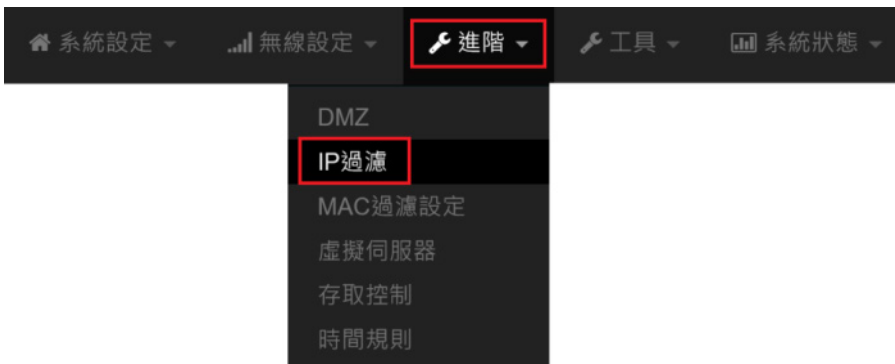 系統設定 無線設定 進階 工具 系統狀態
DMZ
IP過濾
MAC過濾設定
虛擬伺服器
存取控制
時間規則